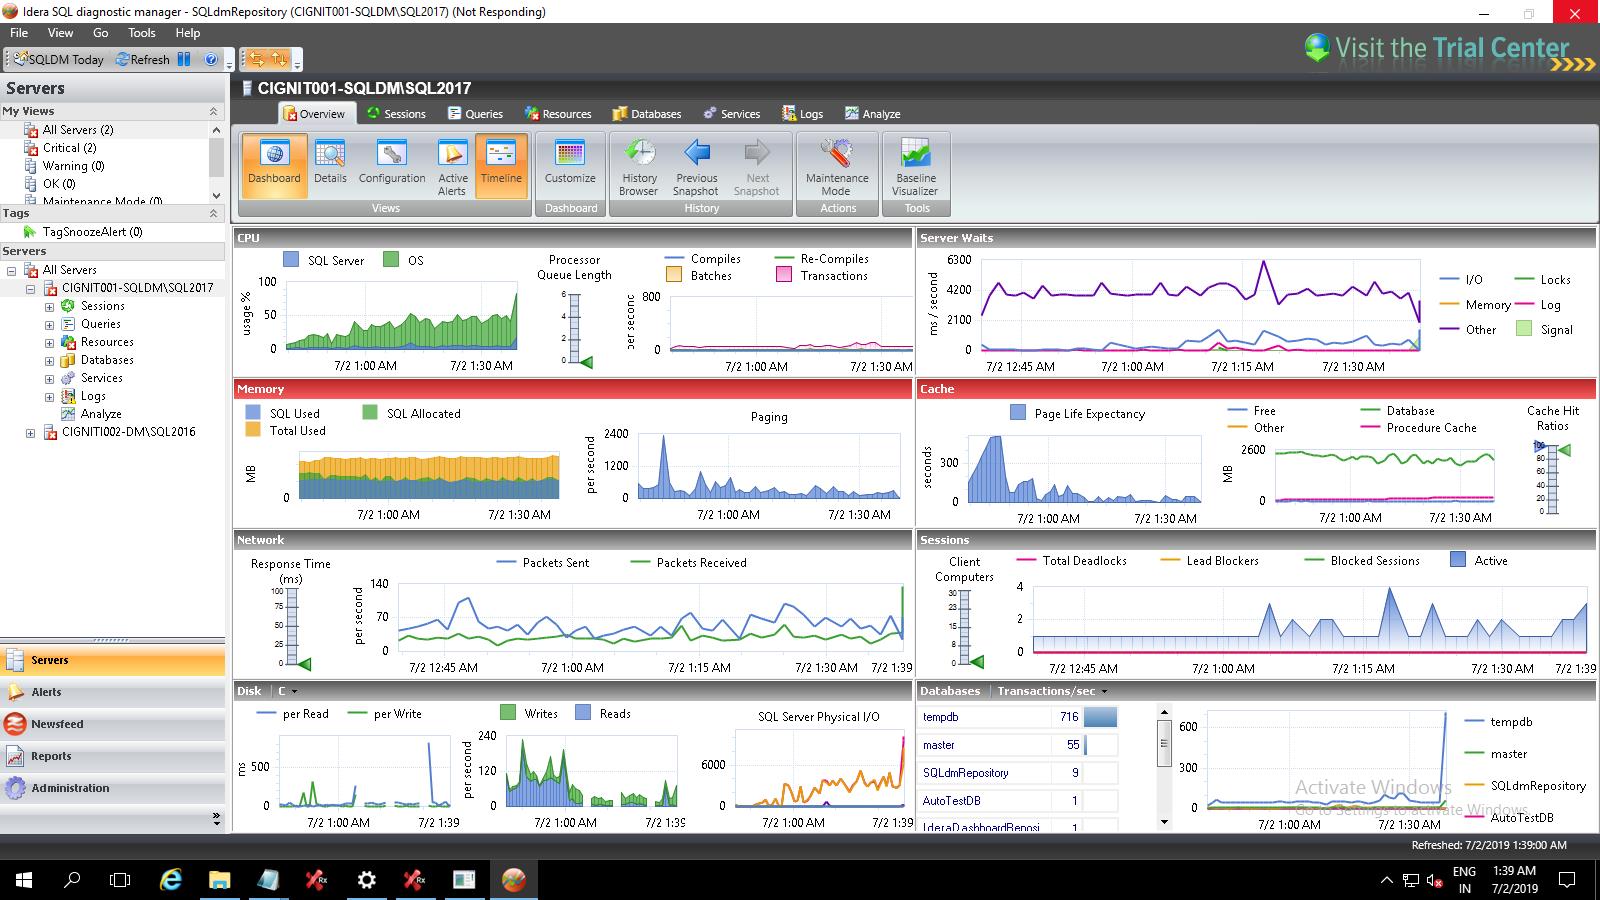 Idera SQL diagnostic manager - SQLdmRepository (CIGNIT001-SQLDM\SQL2017) (Not Responding)
File View Go Tools Help
SQLDM Today Refresh
Visit the Trial Center
Servers
My Views
All Servers (2)
Critical (2)
Warning (0)
OK (0)
Maintenance Mode (0)
Tags
TagSnoozeAlert (0)
Servers
All Servers
CIGNIT001-SQLDM\SQL2017
Sessions
Queries
Resources
Databases
Services
Logs
Analyze
CIGNITI002-DM\SQL2016
Servers
Alerts
Newsfeed
Reports
Administration
CIGNIT001-SQLDM\SQL2017
Overview Sessions Queries Resources Databases Services Logs Analyze
Dashboard Details Configuration Active Alerts Timeline Customize History Browser Previous Snapshot Next Snapshot Maintenance Mode Baseline Visualizer
Views Dashboard History Actions Tools
CPU
SQL Server OS
usage %
100
50
0
7/2 1:00 AM 7/2 1:30 AM
Processor
Queue Length
6
4
2
0
Compiles Re-Compiles
Batches Transactions
per second
800
0
7/2 1:00 AM 7/2 1:30 AM
Server Waits
ms / second
6300
4200
2100
0
7/2 12:45 AM 7/2 1:00 AM 7/2 1:15 AM 7/2 1:30 AM
I/O Locks
Memory Log
Other Signal
Memory
SQL Used SQL Allocated
Total Used
MB
0
7/2 1:00 AM 7/2 1:30 AM
Paging
per second
2400
1200
0
7/2 1:00 AM 7/2 1:30 AM
Cache
Page Life Expectancy
seconds
300
0
7/2 1:00 AM 7/2 1:30 AM
Free Database
Other Procedure Cache
MB
2600
0
7/2 1:00 AM 7/2 1:30 AM
Cache Hit
Ratios
100
80
60
40
20
0
Network
Response Time
(ms)
100
75
50
25
0
Packets Sent Packets Received
per second
140
70
0
7/2 12:45 AM 7/2 1:00 AM 7/2 1:15 AM 7/2 1:30 AM 7/2 1:39
Sessions
Client
Computers
30
23
15
8
0
Total Deadlocks Lead Blockers Blocked Sessions Active
4
2
0
7/2 12:45 AM 7/2 1:00 AM 7/2 1:15 AM 7/2 1:30 AM 7/2 1:39
Disk C
per Read per Write
ms
500
0
7/2 1:00 AM 7/2 1:39
Writes Reads
per second
240
120
0
7/2 1:00 AM 7/2 1:39
SQL Server Physical I/O
6000
0
7/2 1:00 AM 7/2 1:39
Databases Transactions/sec
tempdb 716
master 55
SQLdmRepository 9
AutoTestDB 1
IderaDashboardReposi 1
600
300
0
7/2 1:00 AM 7/2 1:30 AM
tempdb
master
SQLdmRepository
AutoTestDB
Activate Windows
Go to Settings to activate Windows.
Refreshed: 7/2/2019 1:39:00 AM
ENG
IN
1:39 AM
7/2/2019